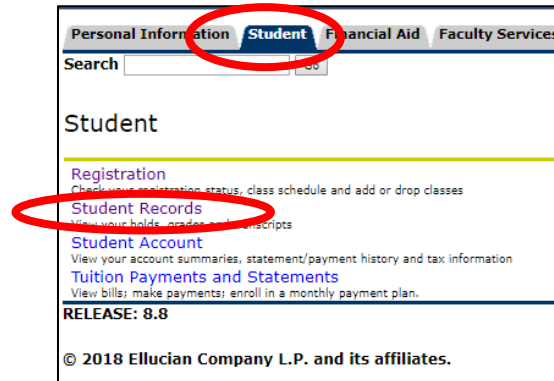 Personal Information Student Financial Aid Faculty Services
Search Go
Student
Registration
Check your registration status, class schedule and add or drop classes
Student Records
View your holds, grades and transcripts
Student Account
View your account summaries, statement/payment history and tax information
Tuition Payments and Statements
View bills; make payments; enroll in a monthly payment plan.
RELEASE: 8.8
© 2018 Ellucian Company L.P. and its affiliates.